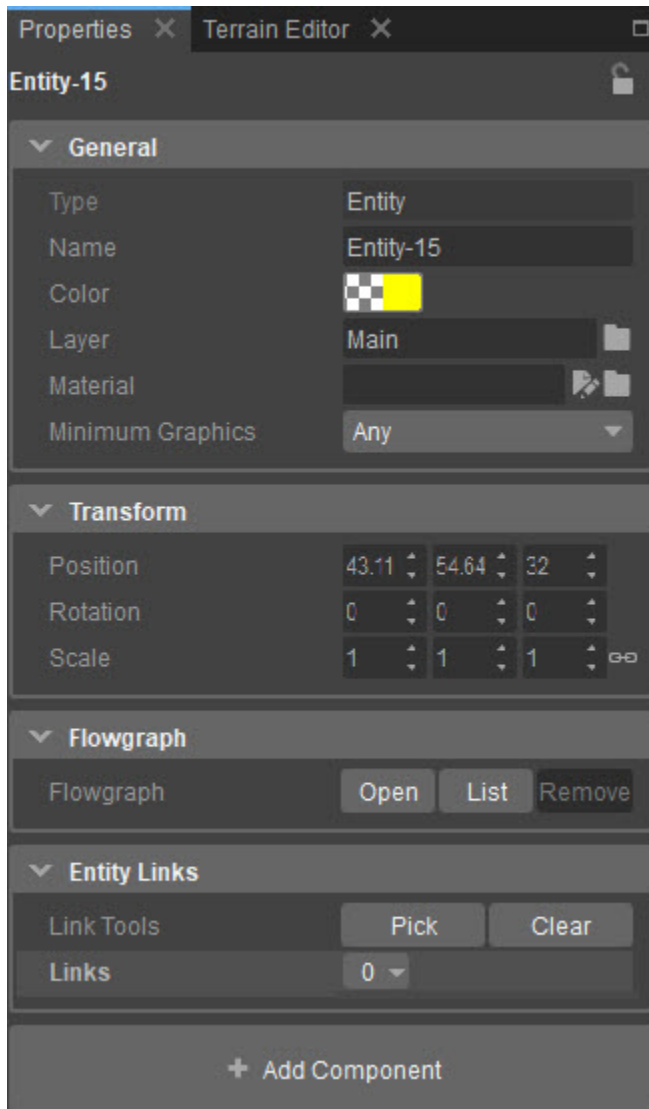 Properties Terrain Editor
Entity-15
General
Type Entity
Name Entity-15
Color
Layer Main
Material
Minimum Graphics Any
Transform
Position 43.11 54.64 32
Rotation 0 0 0
Scale 1 1 1
Flowgraph
Flowgraph Open List Remove
Entity Links
Link Tools Pick Clear
Links 0
+ Add Component